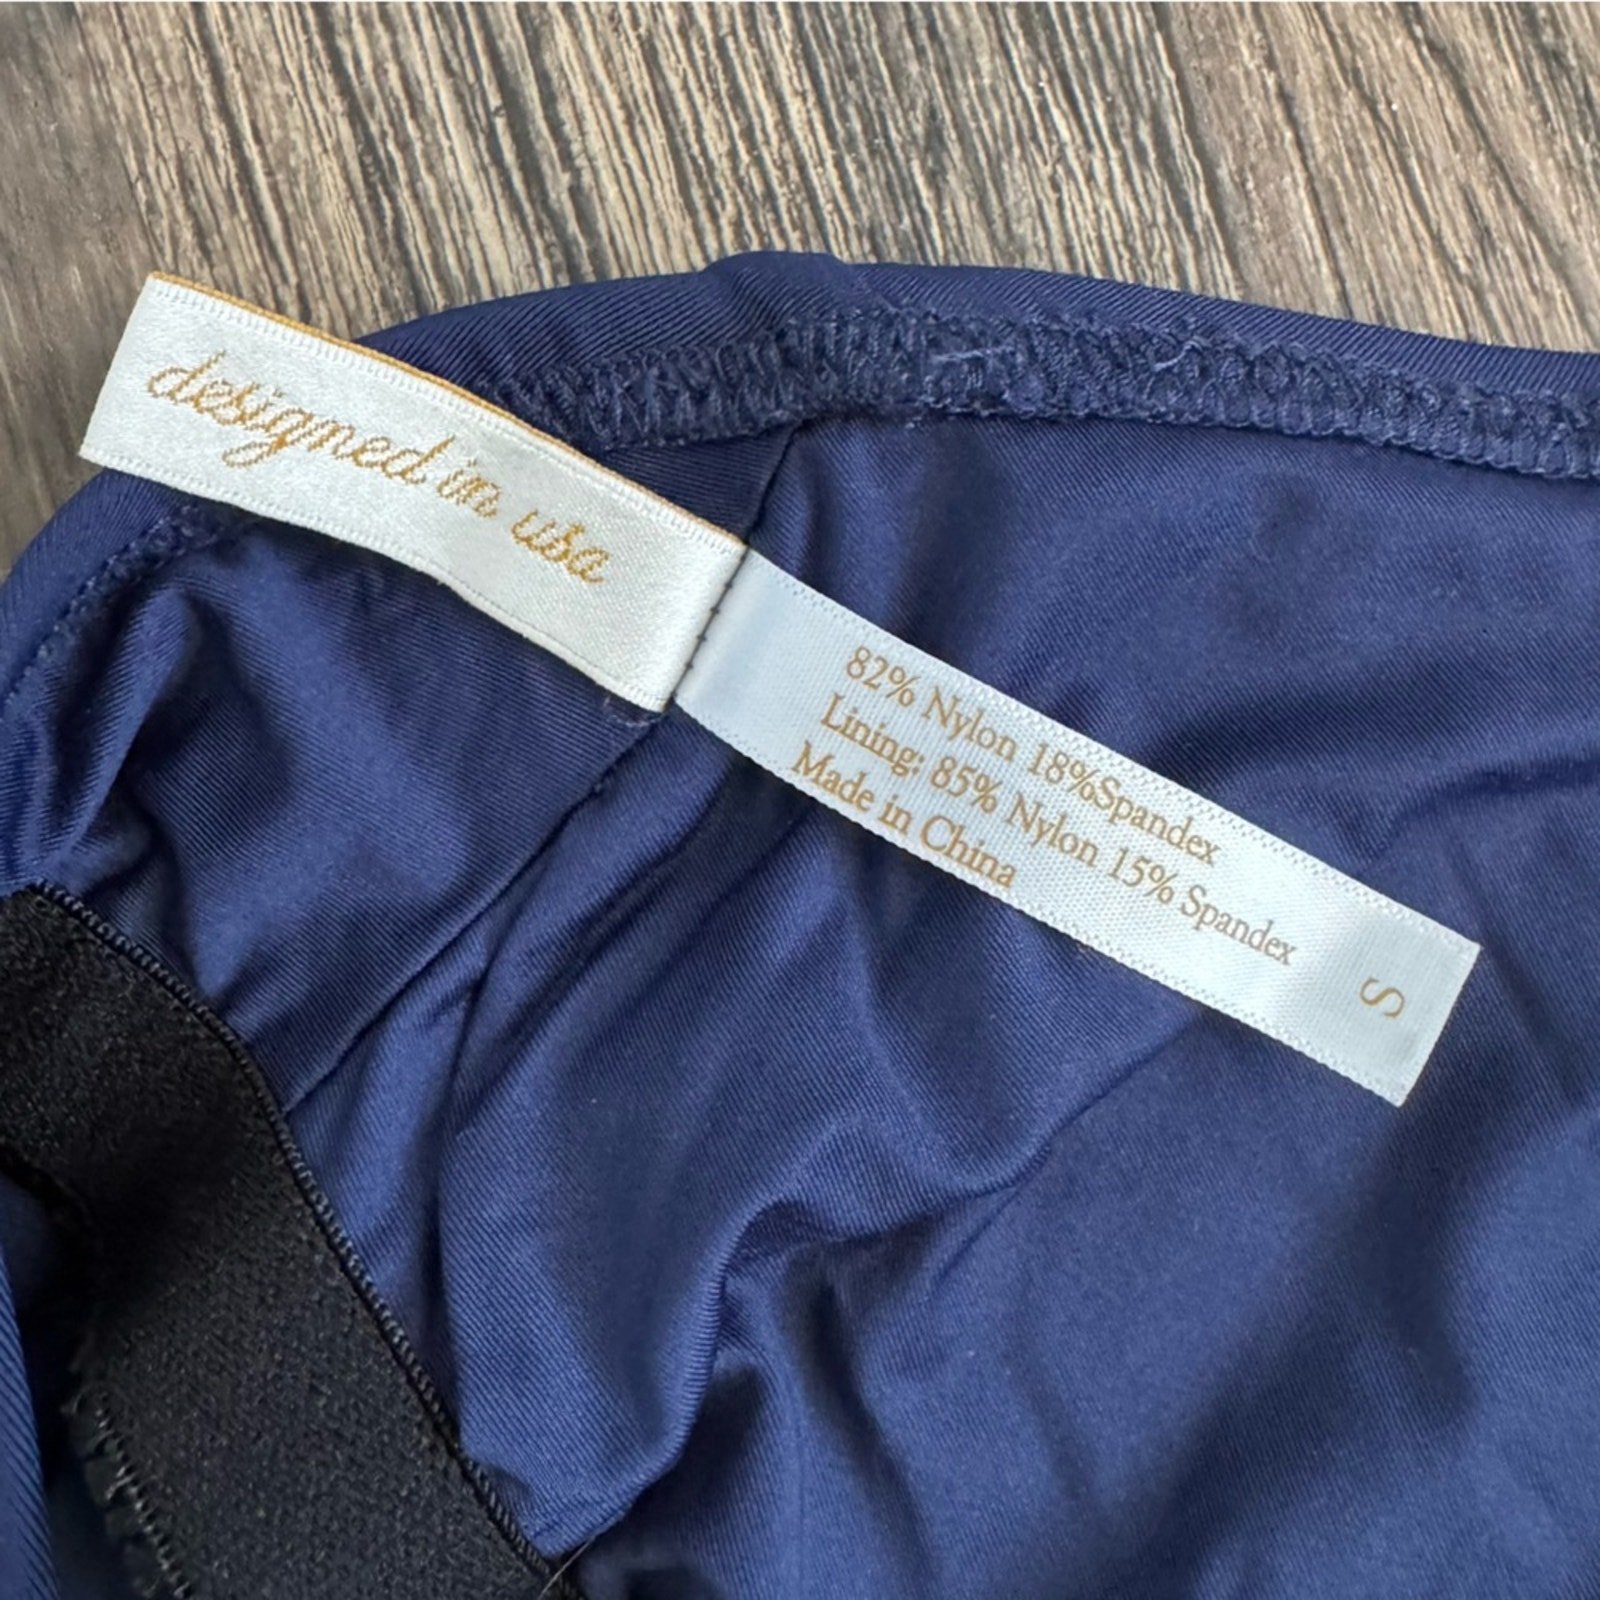 designed in usa
82% Nylon 18%Spandex
Lining: 85% Nylon 15% Spandex
Made in China
S